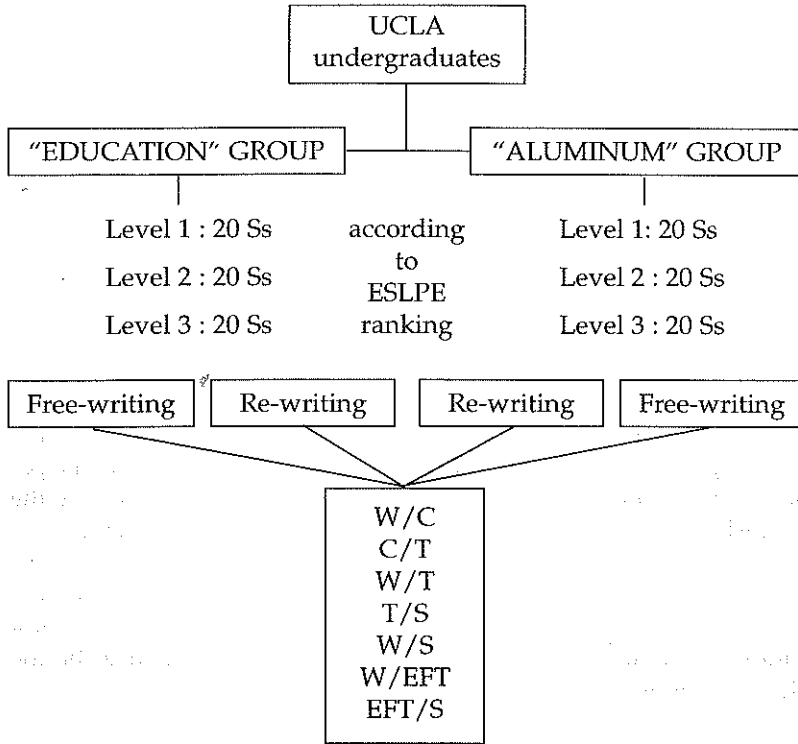 UCLA
undergraduates
"EDUCATION" GROUP
"ALUMINUM" GROUP
Level 1 : 20 Ss
Level 2 : 20 Ss
Level 3 : 20 Ss
according
to
ESLPE
ranking
Level 1: 20 Ss
Level 2 : 20 Ss
Level 3 : 20 Ss
Free-writing
Re-writing
Re-writing
Free-writing
W/C
C/T
W/T
T/S
W/S
W/EFT
EFT/S